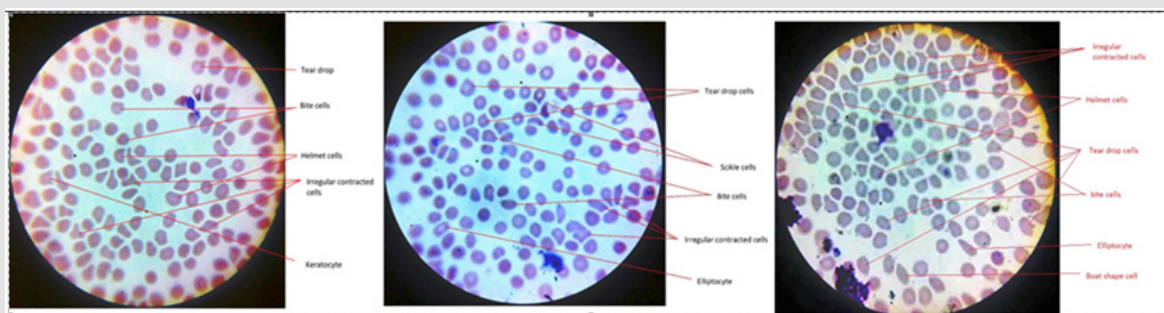 Tear drop
Bite cells
Helmet cells
Irregular contracted
cells
Keratocyte
Tear drop cells
Scikle cells
Bite cells
Irregular contracted cells
Elliptocyte
Irregular
contracted cells
Helmet cells
Tear drop cells
bite cells
Elliptocyte
Boat shape cell